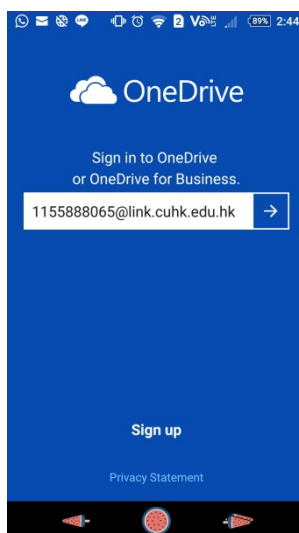 2 89% 2:44
OneDrive
Sign in to OneDrive
or OneDrive for Business.
1155888065@link.cuhk.edu.hk
Sign up
Privacy Statement